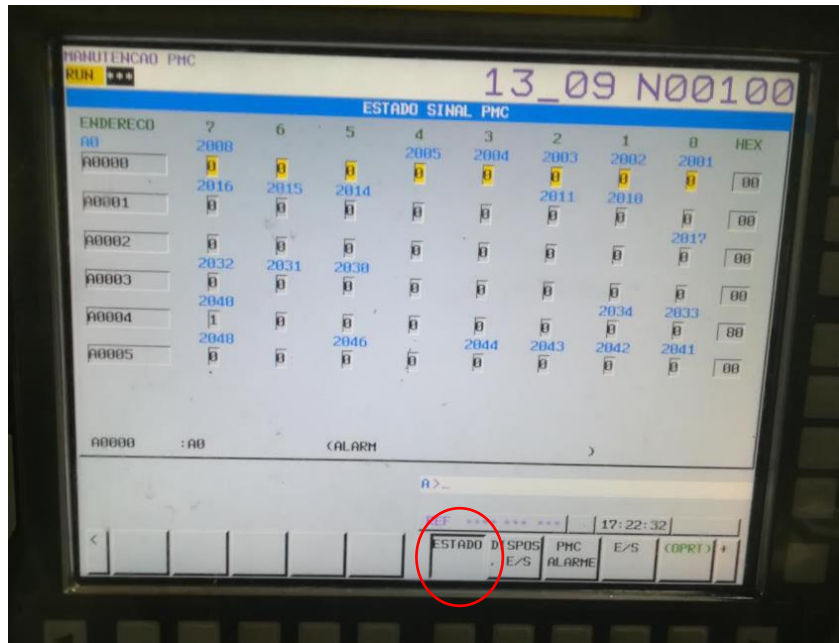 MANUTENCAO PMC
RUN ***
13_09 N00100
ESTADO SINAL PMC
ENDERECO 7 6 5 4 3 2 1 0 HEX
A0 2008 2005 2004 2003 2002 2001
A0000 0 0 0 0 0 0 0 0 00
2016 2015 2014 2011 2010
A0001 0 0 0 0 0 0 0 0 00
2017
A0002 0 0 0 0 0 0 0 0 00
2032 2031 2030
A0003 0 0 0 0 0 0 0 0 00
2040 2034 2033
A0004 1 0 0 0 0 0 0 0 80
2048 2046 2044 2043 2042 2041
A0005 0 0 0 0 0 0 0 0 00
A0000 :A0 (ALARM )
A>_
REF **** *** *** 17:22:32
< ESTADO DISPOS E/S PMC ALARME E/S (OPRT) +